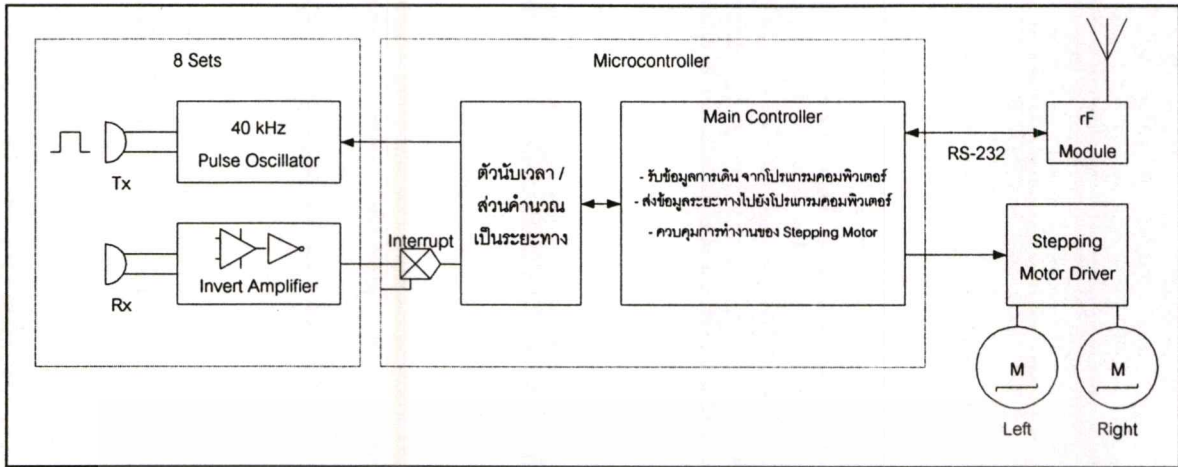 8 Sets
Microcontroller
40 kHz
Pulse Oscillator
Tx
Invert Amplifier
Rx
Interrupt
ตัวนับเวลา /
ส่วนคำนวณ
เป็นระยะทาง
Main Controller
- รับข้อมูลการเดิน จากโปรแกรมคอมพิวเตอร์
- ส่งข้อมูลระยะทางไปยังโปรแกรมคอมพิวเตอร์
- ควบคุมการทำงานของ Stepping Motor
RS-232
rF
Module
Stepping
Motor Driver
M
M
Left
Right